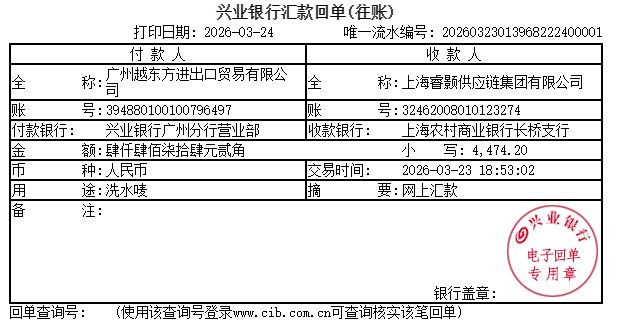 兴业银行汇款回单(往账)
打印日期: 2026-03-24 唯一流水编号: 20260323013968222400001
付 款 人 收 款 人
全 称: 广州越东方进出口贸易有限公司 全 称: 上海睿颢供应链集团有限公司
账 号: 394880100100796497 账 号: 32462008010123274
付款银行: 兴业银行广州分行营业部 收款银行: 上海农村商业银行长桥支行
金 额: 肆仟肆佰柒拾肆元贰角 小 写: 4,474.20
币 种: 人民币 交易时间: 2026-03-23 18:53:02
用 途: 洗水唛 摘 要: 网上汇款
备 注:
兴业银行
电子回单
专用章
银行盖章:
回单查询号: (使用该查询号登录www.cib.com.cn可查询核实该笔回单)